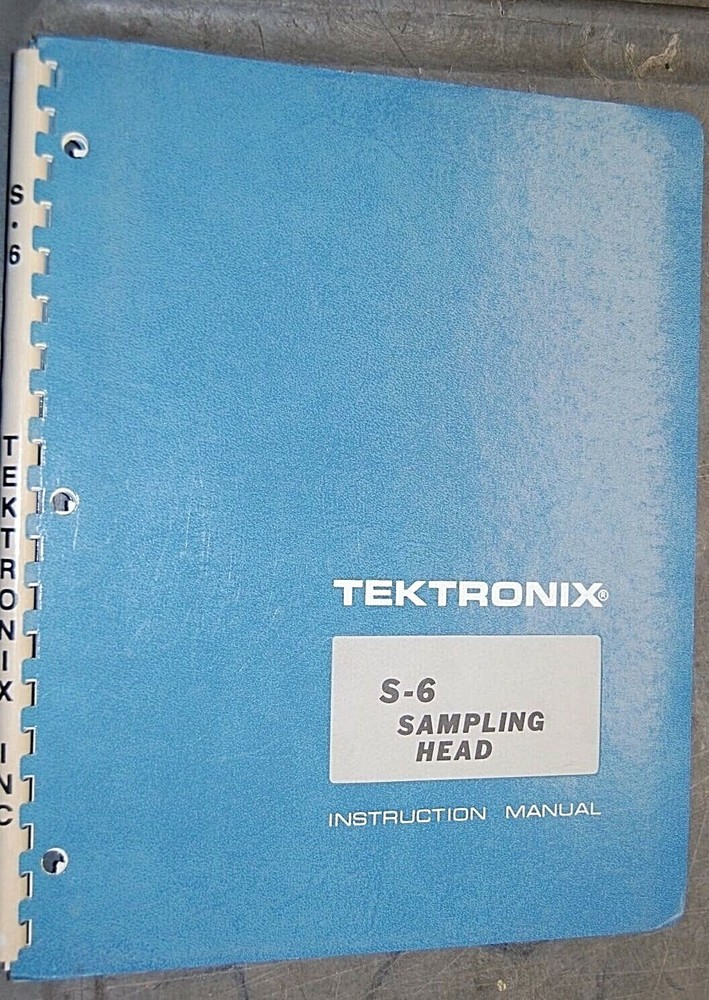 S-6
TEKTRONIX INC
TEKTRONIX®
S-6
SAMPLING
HEAD
INSTRUCTION MANUAL